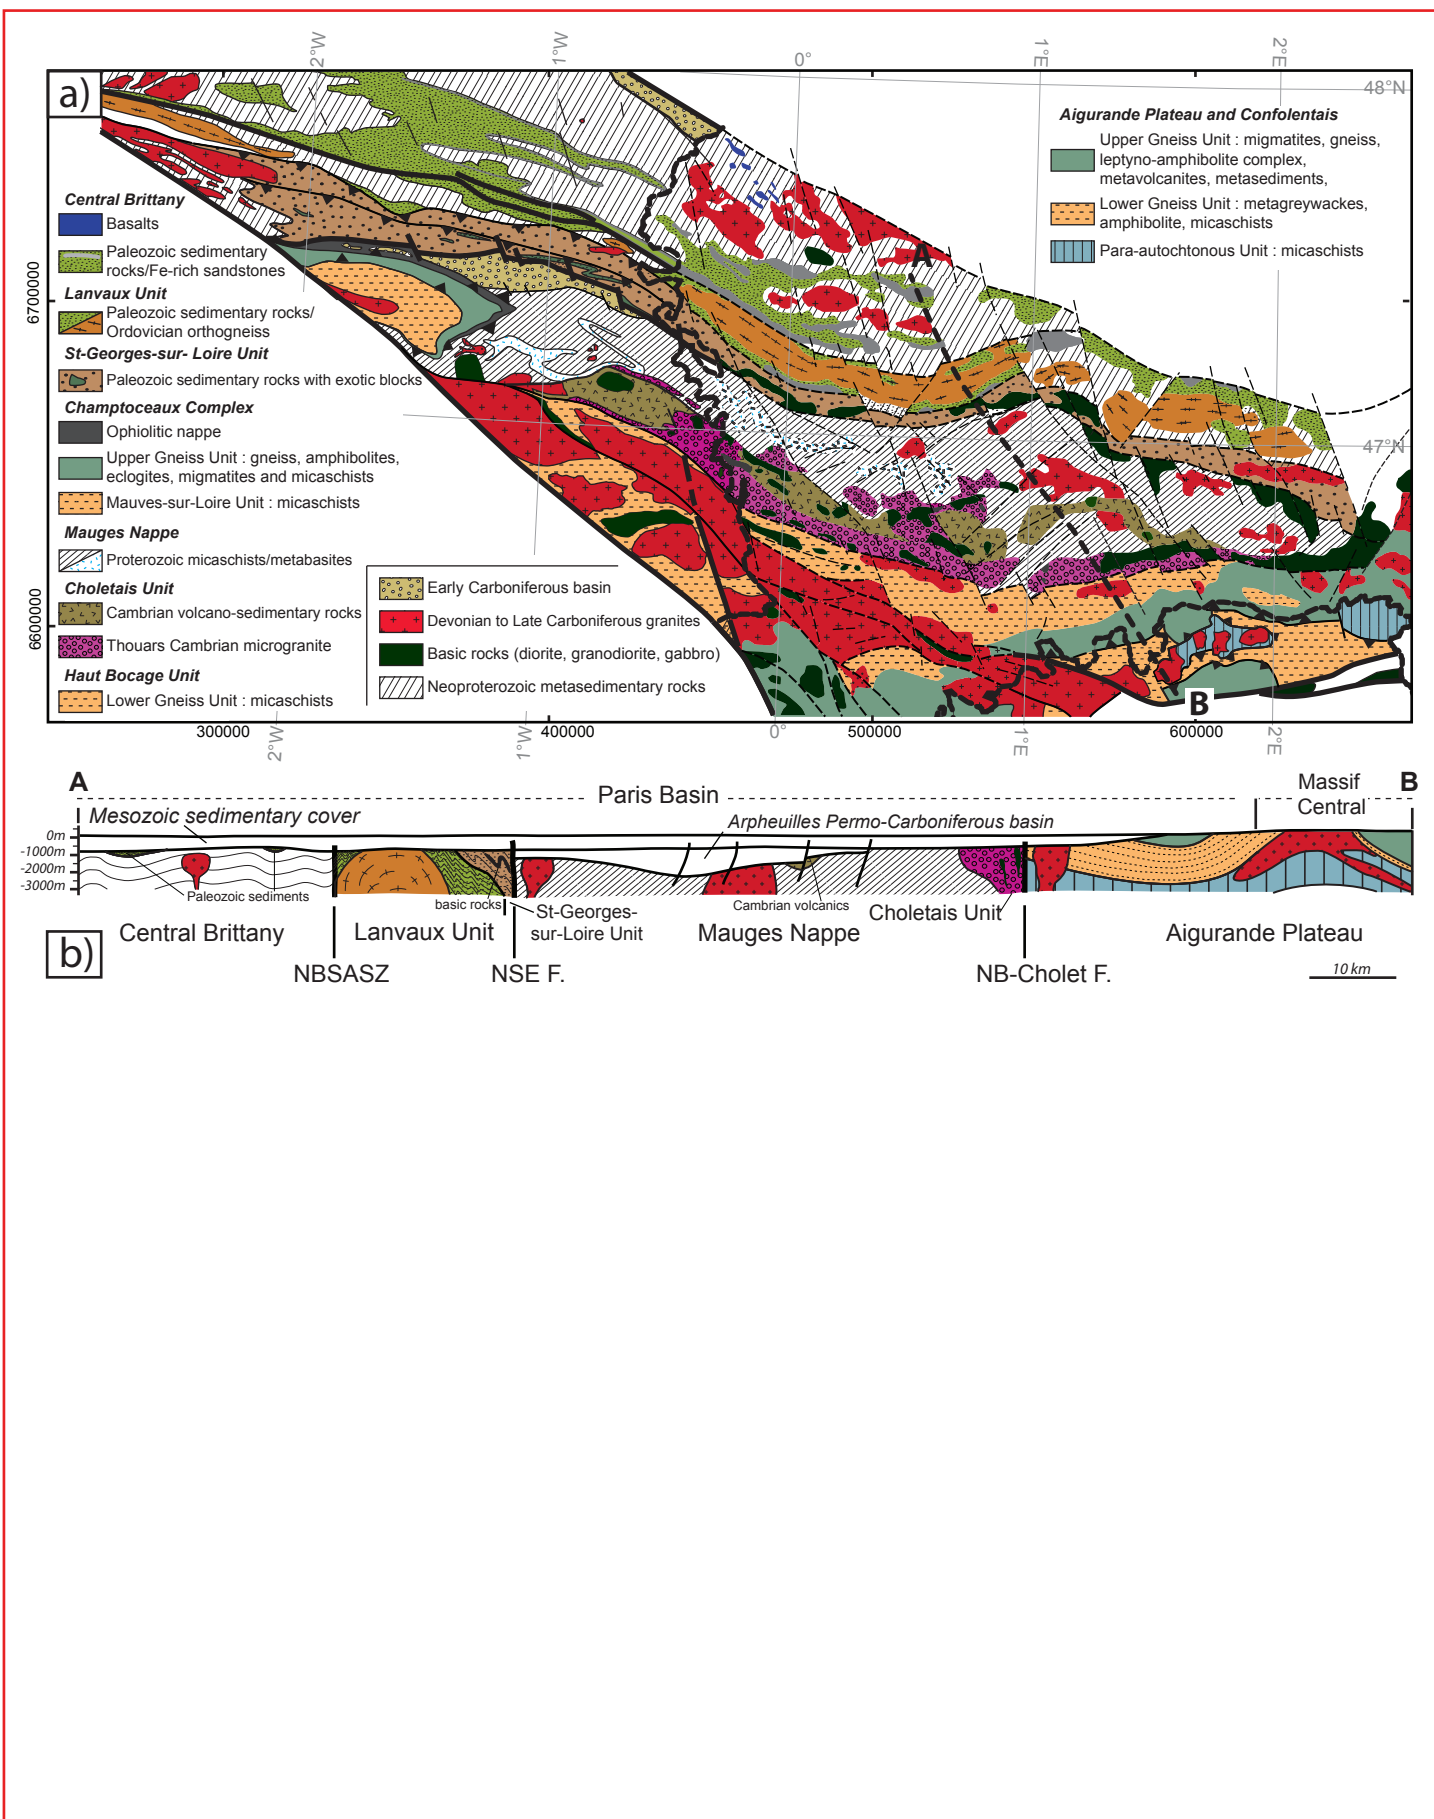 a)
2°W
1°W
0°
1°E
2°E
48°N
47°N
6700000
6600000
Central Brittany
Basalts
Paleozoic sedimentary
rocks/Fe-rich sandstones
Lanvaux Unit
Paleozoic sedimentary rocks/
Ordovician orthogneiss
St-Georges-sur- Loire Unit
Paleozoic sedimentary rocks with exotic blocks
Champtoceaux Complex
Ophiolitic nappe
Upper Gneiss Unit : gneiss, amphibolites,
eclogites, migmatites and micaschists
Mauves-sur-Loire Unit : micaschists
Mauges Nappe
Proterozoic micaschists/metabasites
Choletais Unit
Cambrian volcano-sedimentary rocks
Thouars Cambrian microgranite
Haut Bocage Unit
Lower Gneiss Unit : micaschists
Early Carboniferous basin
Devonian to Late Carboniferous granites
Basic rocks (diorite, granodiorite, gabbro)
Neoproterozoic metasedimentary rocks
Aigurande Plateau and Confolentais
Upper Gneiss Unit : migmatites, gneiss,
leptyno-amphibolite complex,
metavolcanites, metasediments,
Lower Gneiss Unit : metagreywackes,
amphibolite, micaschists
Para-autochtonous Unit : micaschists
A
B
300000
2°W
1°W
400000
0°
500000
1°E
600000
2°E
A
Paris Basin
Massif
Central
B
Mesozoic sedimentary cover
Arpheuilles Permo-Carboniferous basin
0m
-1000m
-2000m
-3000m
Paleozoic sediments
basic rocks
Cambrian volcanics
Central Brittany
Lanvaux Unit
St-Georges-
sur-Loire Unit
Mauges Nappe
Choletais Unit
Aigurande Plateau
b)
NBSASZ
NSE F.
NB-Cholet F.
10 km